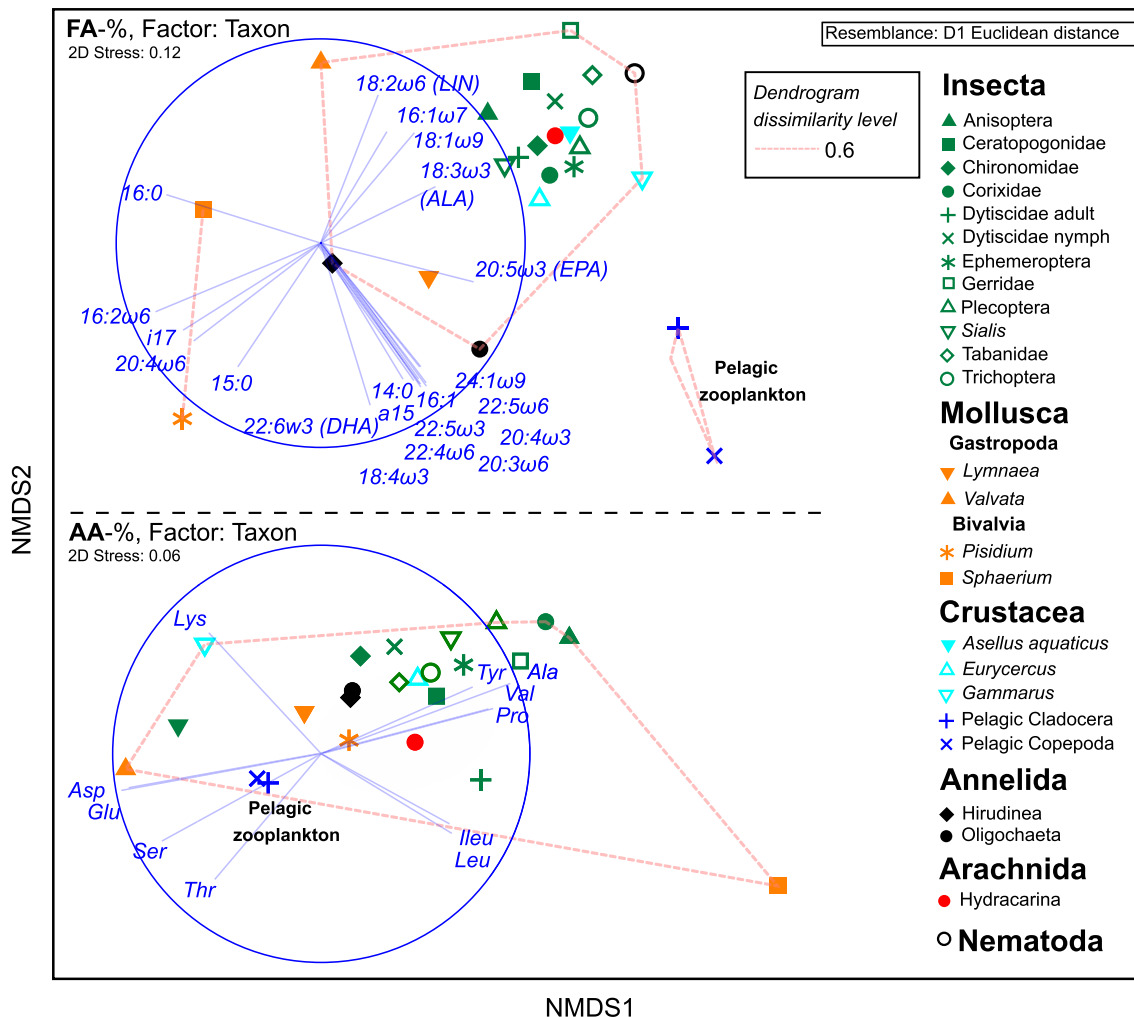 FA-%, Factor: Taxon
2D Stress: 0.12
Resemblance: D1 Euclidean distance
Dendrogram
dissimilarity level
0.6
18:2ω6 (LIN)
16:1ω7
18:1ω9
18:3ω3
(ALA)
16:0
20:5ω3 (EPA)
16:2ω6
i17
20:4ω6
15:0
14:0
16:1
24:1ω9
a15
22:5ω6
22:6w3 (DHA)
22:5ω3
20:4ω3
22:4ω6
20:3ω6
18:4ω3
Pelagic
zooplankton
NMDS2
AA-%, Factor: Taxon
2D Stress: 0.06
Lys
Tyr
Ala
Val
Pro
Asp
Glu
Ser
Thr
Ileu
Leu
Pelagic
zooplankton
NMDS1
Insecta
Anisoptera
Ceratopogonidae
Chironomidae
Corixidae
Dytiscidae adult
Dytiscidae nymph
Ephemeroptera
Gerridae
Plecoptera
Sialis
Tabanidae
Trichoptera
Mollusca
Gastropoda
Lymnaea
Valvata
Bivalvia
Pisidium
Sphaerium
Crustacea
Asellus aquaticus
Eurycercus
Gammarus
Pelagic Cladocera
Pelagic Copepoda
Annelida
Hirudinea
Oligochaeta
Arachnida
Hydracarina
Nematoda